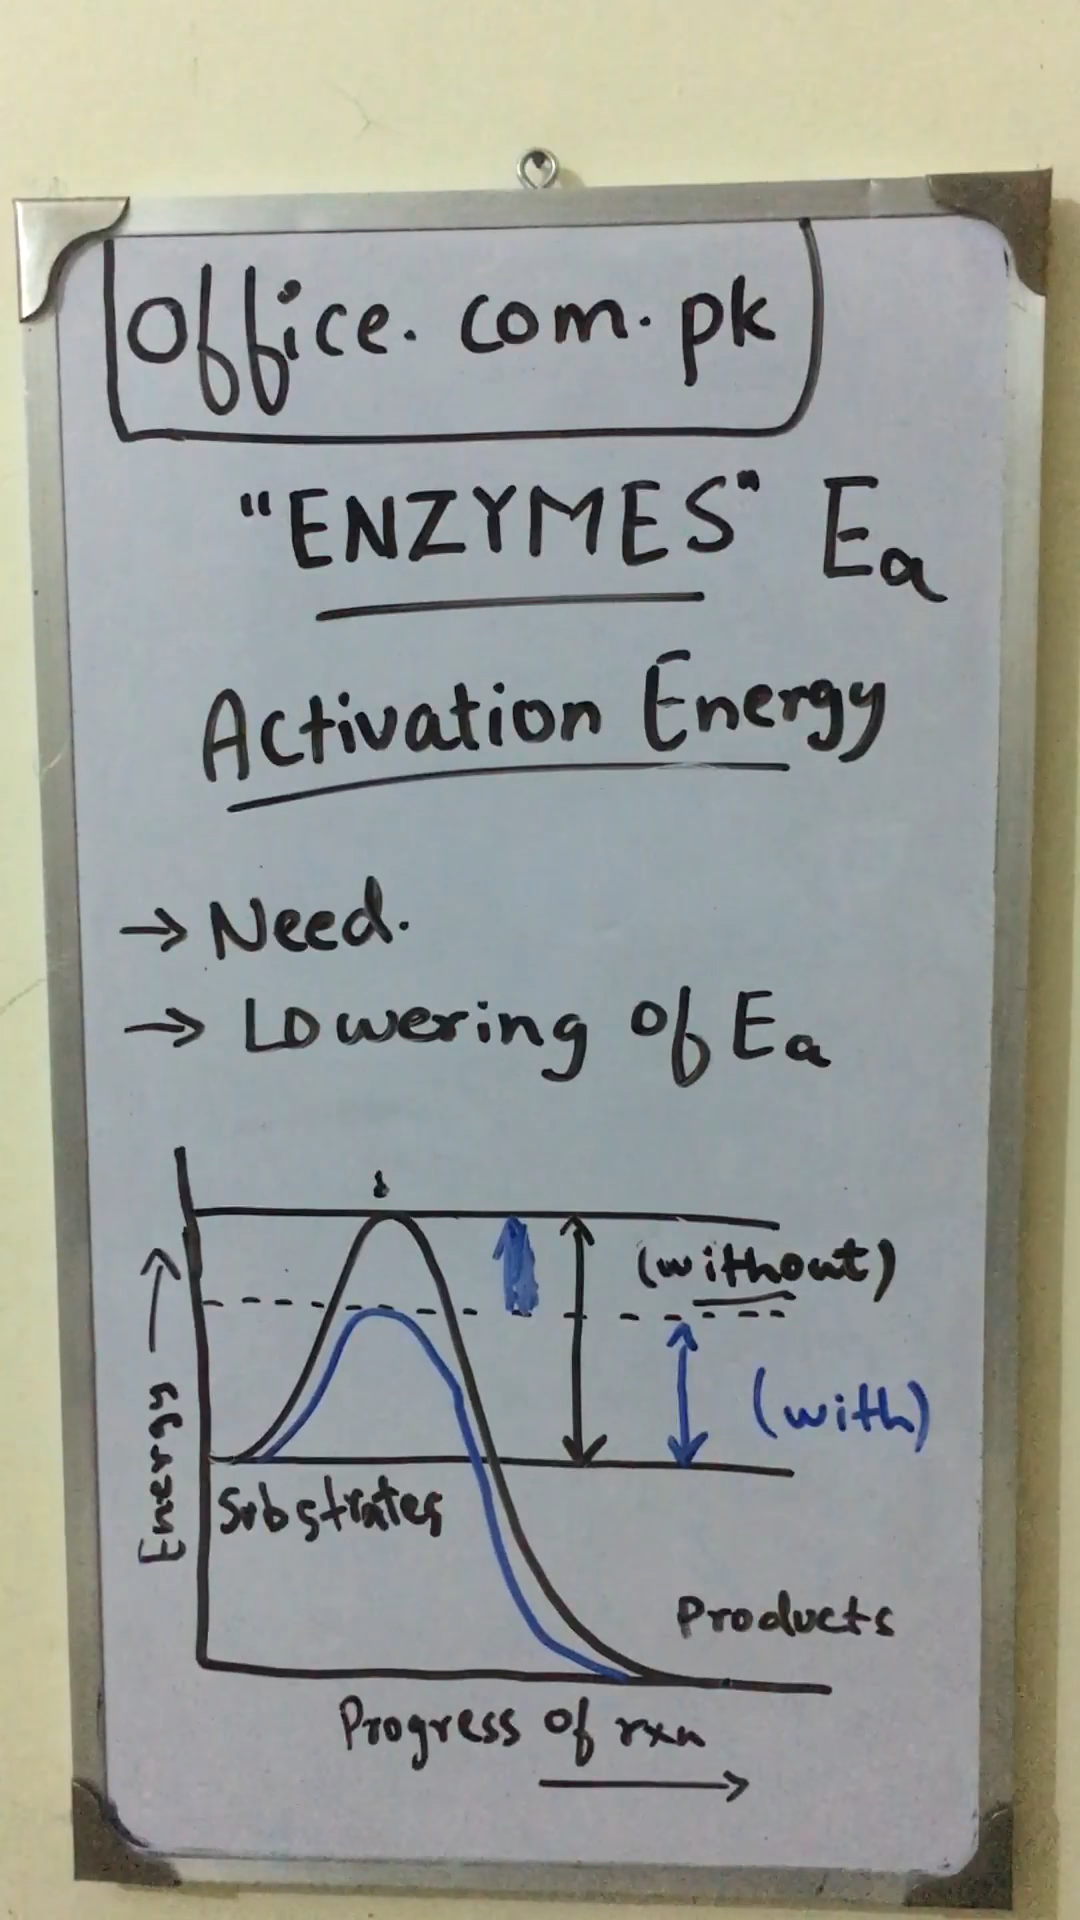 Office.com.pk
"ENZYMES" Ea
Activation Energy
→ Need.
→ Lowering of Ea
(without)
(with)
Energy →
Substrates
Products
Progress of rxn
→